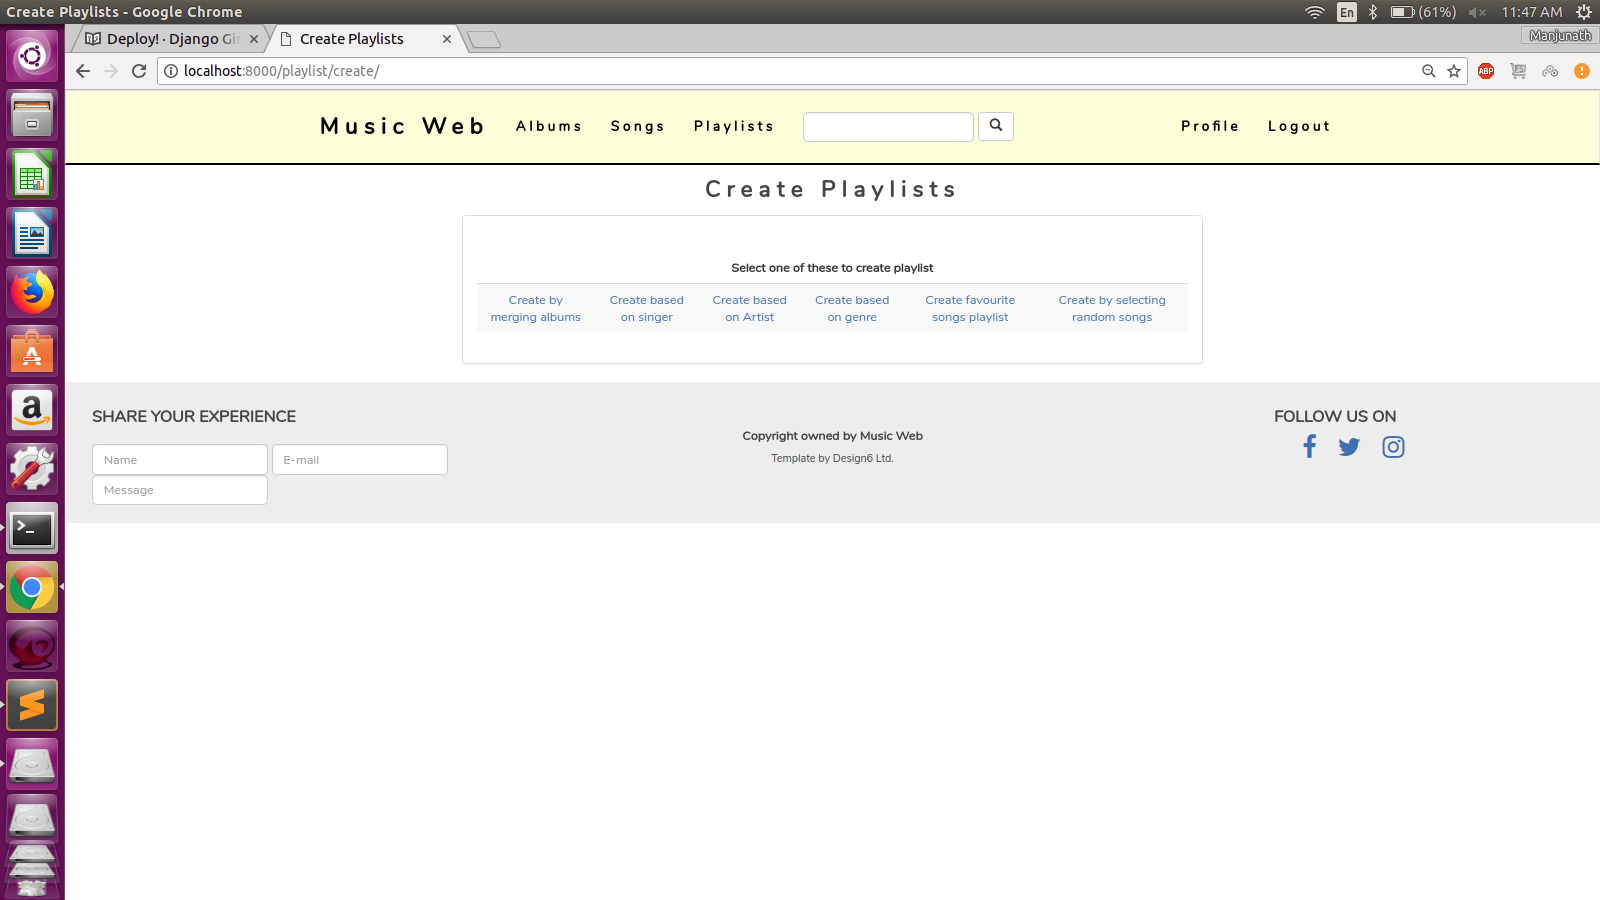 Create Playlists - Google Chrome
En
(61%)
11:47 AM
Deploy! · Django Gir
Create Playlists
Manjunath
localhost:8000/playlist/create/
ABP
Music Web
Albums
Songs
Playlists
Profile
Logout
Create Playlists
Select one of these to create playlist
Create by
merging albums
Create based
on singer
Create based
on Artist
Create based
on genre
Create favourite
songs playlist
Create by selecting
random songs
SHARE YOUR EXPERIENCE
Name
E-mail
Message
Copyright owned by Music Web
Template by Design6 Ltd.
FOLLOW US ON